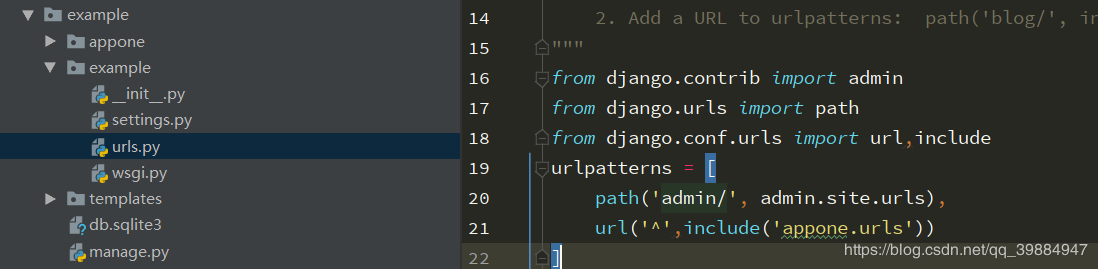 example
appone
example
__init__.py
settings.py
urls.py
wsgi.py
templates
db.sqlite3
manage.py
14 2. Add a URL to urlpatterns: path('blog/', in
15 """
16 from django.contrib import admin
17 from django.urls import path
18 from django.conf.urls import url,include
19 urlpatterns = [
20 path('admin/', admin.site.urls),
21 url('^',include('appone.urls'))
22 ]
https://blog.csdn.net/qq_39884947